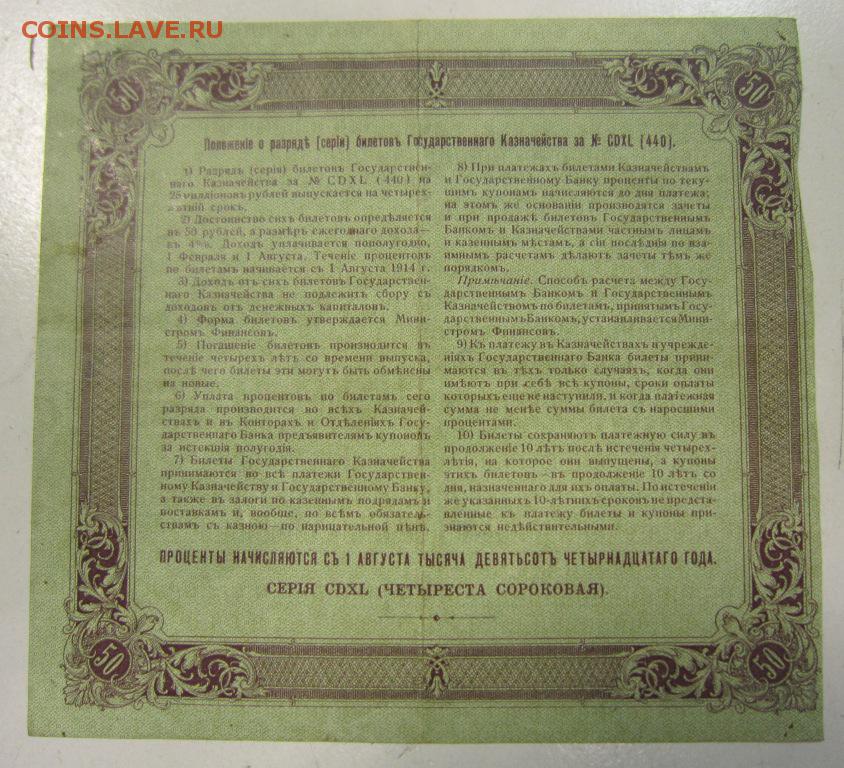 COINS.LAVE.RU
50
50
Положеніе о разрядѣ (серіи) билетовъ Государственнаго Казначейства за № CDXL (440).
1) Разрядъ (серія) билетовъ Государствен-
наго Казначейства за № CDXL (440) на
25 милліоновъ рублей выпускается на четырех-
лѣтній срокъ.
2) Достоинство сихъ билетовъ опредѣляется
въ 50 рублей, а размѣръ ежегоднаго дохода—
въ 4%. Доходъ уплачивается пополугодно,
1 Февраля и 1 Августа. Теченіе процентовъ
по билетамъ начинается съ 1 Августа 1914 г.
3) Доходъ отъ сихъ билетовъ Государствен-
наго Казначейства не подлежитъ сбору съ
доходовъ отъ денежныхъ капиталовъ.
4) Форма билетовъ утверждается Мини-
стромъ Финансовъ.
5) Погашеніе билетовъ производится въ
теченіе четырехъ лѣтъ со времени выпуска,
послѣ чего билеты эти могутъ быть обмѣнены
на новые.
6) Уплата процентовъ по билетамъ сего
разряда производится во всѣхъ Казначей-
ствахъ и въ Конторахъ и Отдѣленіяхъ Госу-
дарственнаго Банка предъявителямъ купоновъ
за истекшія полугодія.
7) Билеты Государственнаго Казначейства
принимаются во всѣ платежи Государствен-
ному Казначейству и Государственному Банку,
а также въ залоги по казеннымъ подрядамъ и
поставкамъ и, вообще, по всѣмъ обязатель-
ствамъ съ казною—по нарицательной цѣнѣ.
8) При платежахъ билетами Казначействамъ
и Государственному Банку проценты по теку-
щимъ купонамъ начисляются до дня платежа;
на этомъ же основаніи производятся зачеты
и при продажѣ билетовъ Государственнымъ
Банкомъ и Казначействами частнымъ лицамъ
и казеннымъ мѣстамъ, а сіи послѣднія по вза-
имнымъ расчетамъ дѣлаютъ зачеты тѣмъ же
порядкомъ.
Примѣчаніе. Способъ расчета между Госу-
дарственнымъ Банкомъ и Государственнымъ
Казначействомъ по билетамъ, принятымъ Госу-
дарственнымъ Банкомъ, устанавливается Мини-
стромъ Финансовъ.
9) Къ платежу въ Казначействахъ и учрежде-
ніяхъ Государственнаго Банка билеты прини-
маются въ тѣхъ только случаяхъ, когда они
имѣютъ при себѣ всѣ купоны, сроки оплаты
которыхъ еще не наступили, и когда платежная
сумма не менѣе суммы билета съ наросшими
процентами.
10) Билеты сохраняютъ платежную силу въ
продолженіе 10 лѣтъ послѣ истеченія четырех-
лѣтія, на которое они выпущены, а купоны
этихъ билетовъ—въ продолженіе 10 лѣтъ со
дня, назначеннаго для ихъ оплаты. По истеченіи
же указанныхъ 10-лѣтнихъ сроковъ не предста-
вленные къ платежу билеты и купоны при-
знаются недѣйствительными.
ПРОЦЕНТЫ НАЧИСЛЯЮТСЯ СЪ 1 АВГУСТА ТЫСЯЧА ДЕВЯТЬСОТЪ ЧЕТЫРНАДЦАТАГО ГОДА.
СЕРІЯ CDXL (ЧЕТЫРЕСТА СОРОКОВАЯ).
50
50